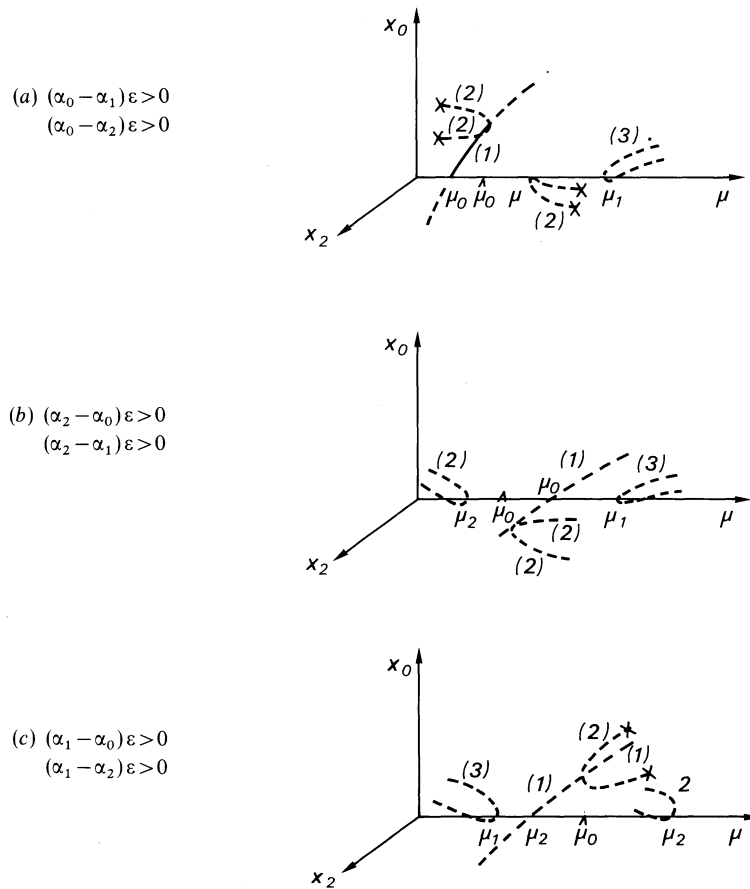 x₀
(a) (α₀ − α₁) ε > 0
(α₀ − α₂) ε > 0
(2)
(2)
(1)
(3)
μ₀ μ̂₀ μ μ₁ μ
(2)
x₂
x₀
(b) (α₂ − α₀) ε > 0
(α₂ − α₁) ε > 0
(2) (1) (3)
μ₀
μ₂ μ̂₀ μ₁ μ
(2)
(2)
x₂
x₀
(c) (α₁ − α₀) ε > 0
(α₁ − α₂) ε > 0
(2)
(1)
(3) (1) 2
μ₁ μ₂ μ̂₀ μ₂ μ
x₂